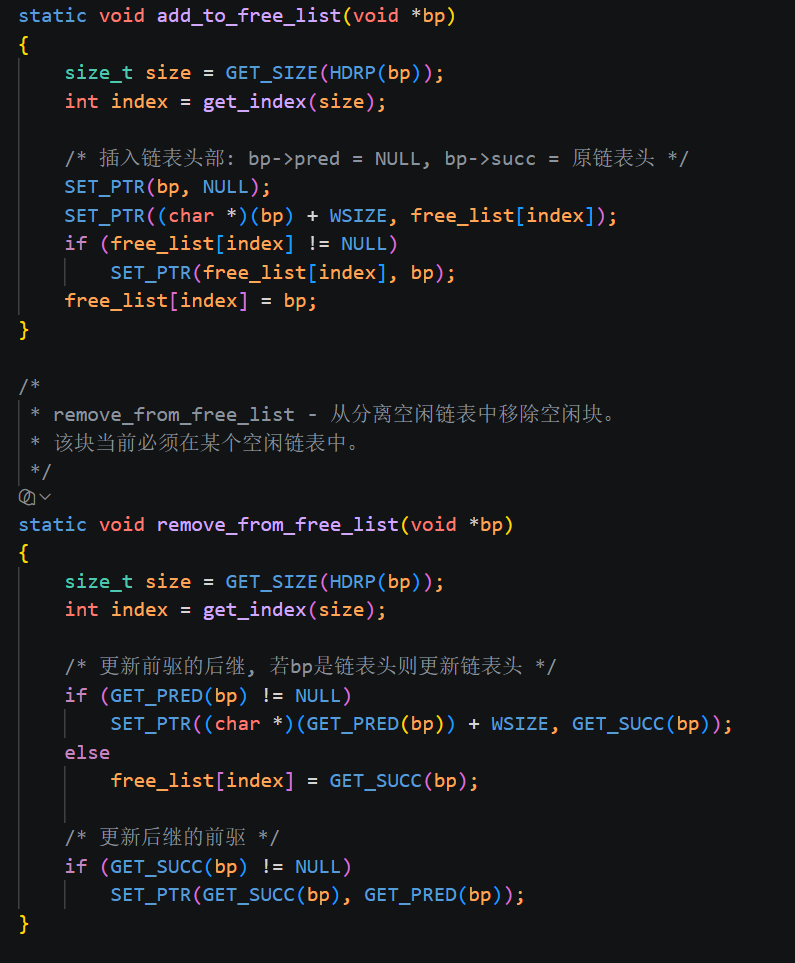 static void add_to_free_list(void *bp)
{
    size_t size = GET_SIZE(HDRP(bp));
    int index = get_index(size);

    /* 插入链表头部: bp->pred = NULL, bp->succ = 原链表头 */
    SET_PTR(bp, NULL);
    SET_PTR((char *)(bp) + WSIZE, free_list[index]);
    if (free_list[index] != NULL)
        SET_PTR(free_list[index], bp);
    free_list[index] = bp;
}

/*
 * remove_from_free_list - 从分离空闲链表中移除空闲块。
 * 该块当前必须在某个空闲链表中。
 */
static void remove_from_free_list(void *bp)
{
    size_t size = GET_SIZE(HDRP(bp));
    int index = get_index(size);

    /* 更新前驱的后继, 若bp是链表头则更新链表头 */
    if (GET_PRED(bp) != NULL)
        SET_PTR((char *)(GET_PRED(bp)) + WSIZE, GET_SUCC(bp));
    else
        free_list[index] = GET_SUCC(bp);

    /* 更新后继的前驱 */
    if (GET_SUCC(bp) != NULL)
        SET_PTR(GET_SUCC(bp), GET_PRED(bp));
}